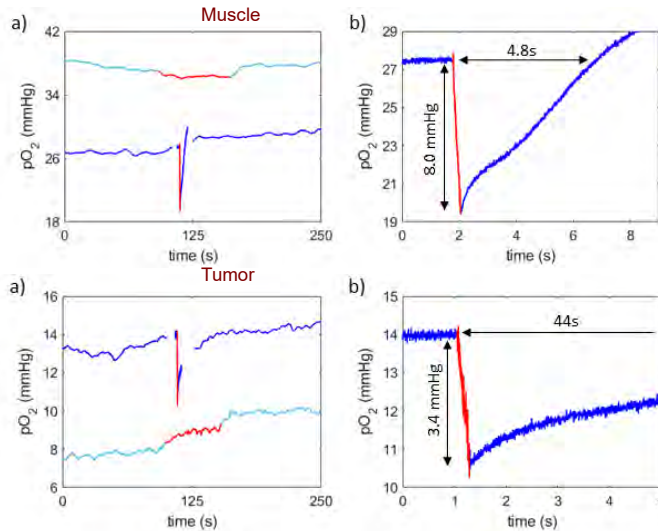 Muscle
a)
b)
42
34
26
18
pO2 (mmHg)
0
125
250
time (s)
29
27
25
23
21
19
pO2 (mmHg)
4.8s
8.0 mmHg
0
2
4
6
8
time (s)
Tumor
a)
b)
16
14
12
10
8
6
pO2 (mmHg)
0
125
250
time (s)
15
14
13
12
11
10
pO2 (mmHg)
44s
3.4 mmHg
0
1
2
3
4
time (s)